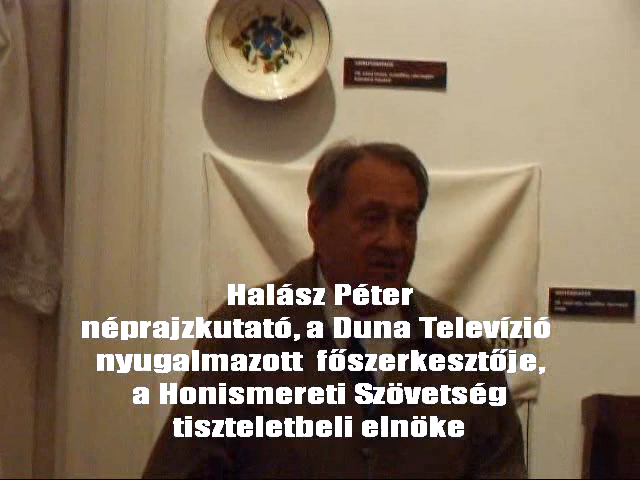 Halász Péter
néprajzkutató, a Duna Televízió
nyugalmazott főszerkesztője,
a Honismereti Szövetség
tiszteletbeli elnöke